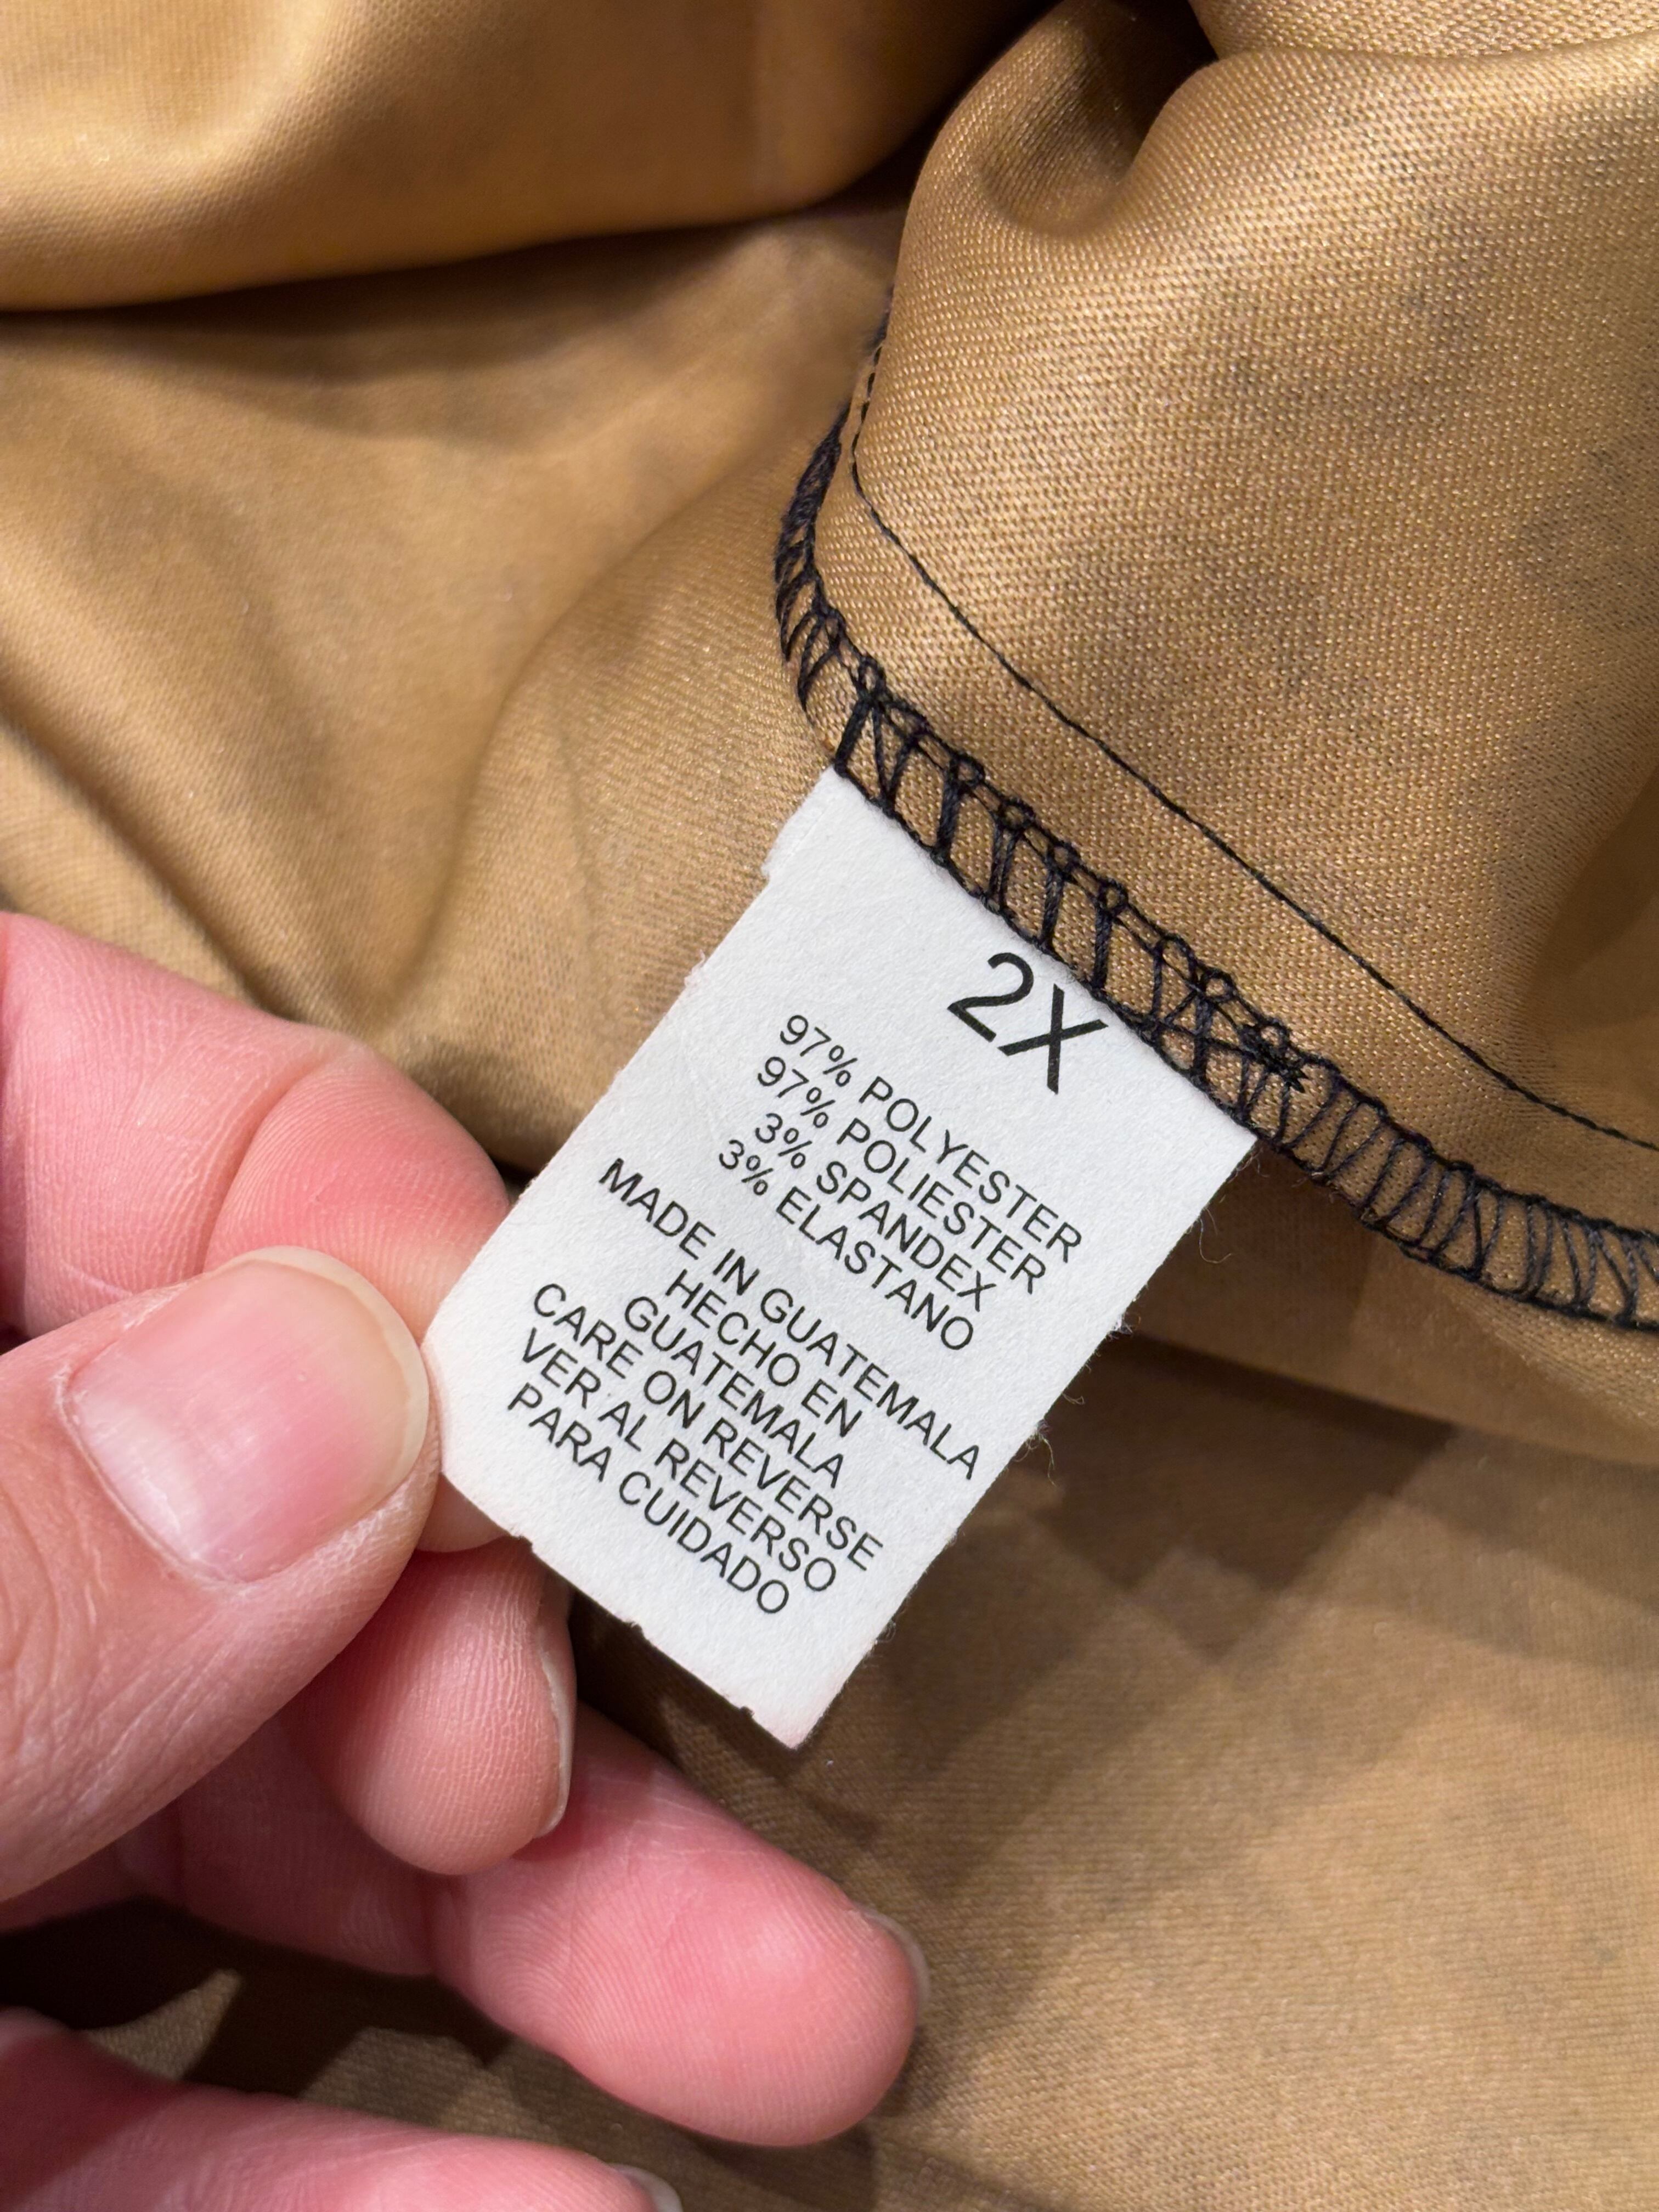 2X
97% POLYESTER
97% POLIESTER
3% SPANDEX
3% ELASTANO
MADE IN GUATEMALA
HECHO EN
GUATEMALA
CARE ON REVERSE
VER AL REVERSO
PARA CUIDADO